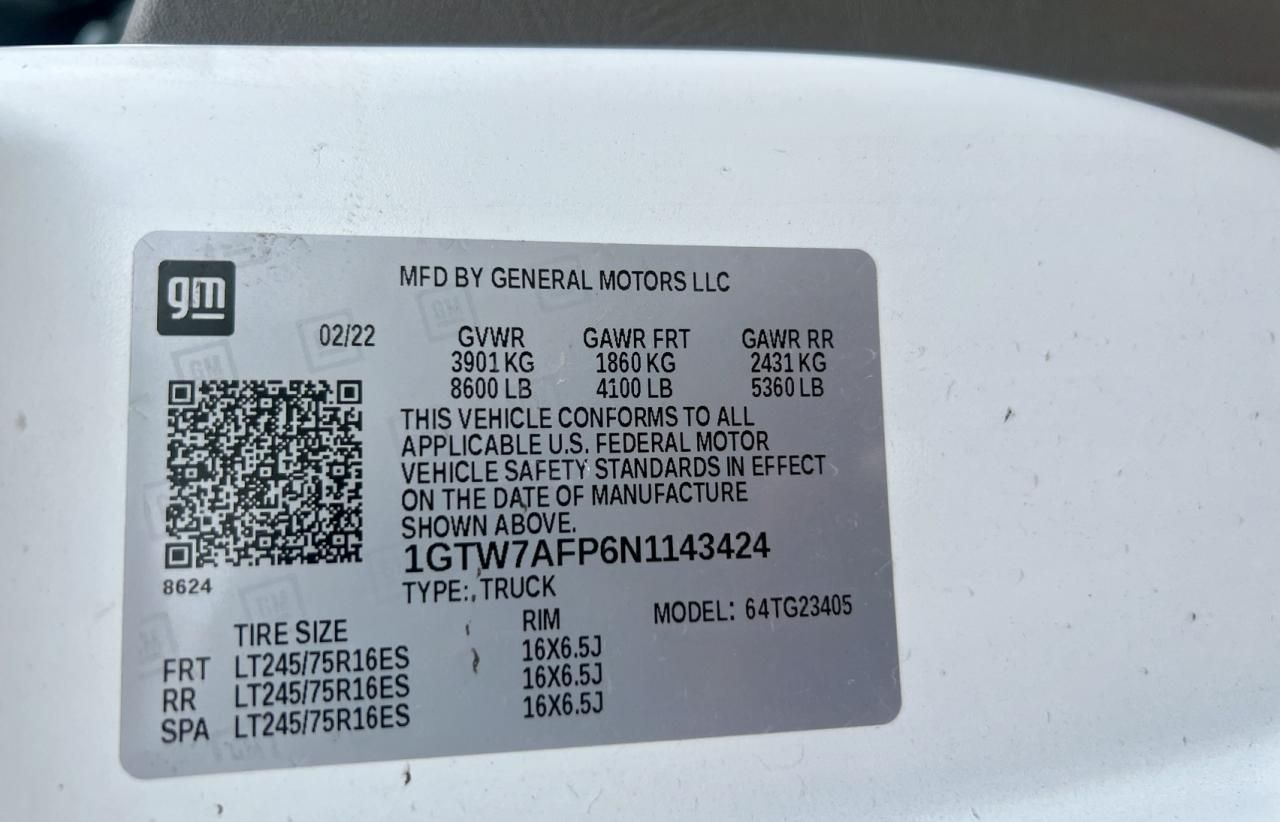 gm
MFD BY GENERAL MOTORS LLC
02/22 GVWR GAWR FRT GAWR RR
3901 KG 1860 KG 2431 KG
8600 LB 4100 LB 5360 LB
THIS VEHICLE CONFORMS TO ALL
APPLICABLE U.S. FEDERAL MOTOR
VEHICLE SAFETY STANDARDS IN EFFECT
ON THE DATE OF MANUFACTURE
SHOWN ABOVE.
1GTW7AFP6N1143424
8624
TYPE: TRUCK
MODEL: 64TG23405
TIRE SIZE RIM
FRT LT245/75R16ES 16X6.5J
RR LT245/75R16ES 16X6.5J
SPA LT245/75R16ES 16X6.5J